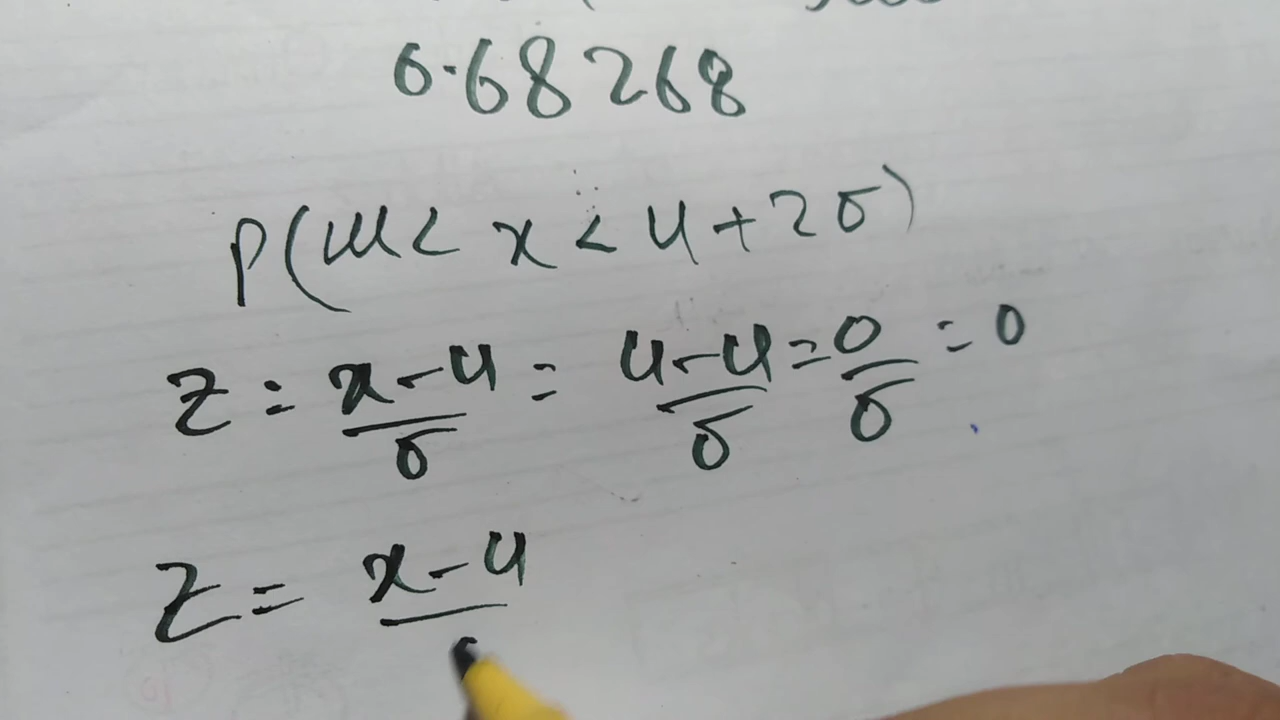 0.68268
P(μ< x < μ+2σ)
Z = x-μ/σ = μ-μ/σ = 0/σ = 0
Z = x-μ/